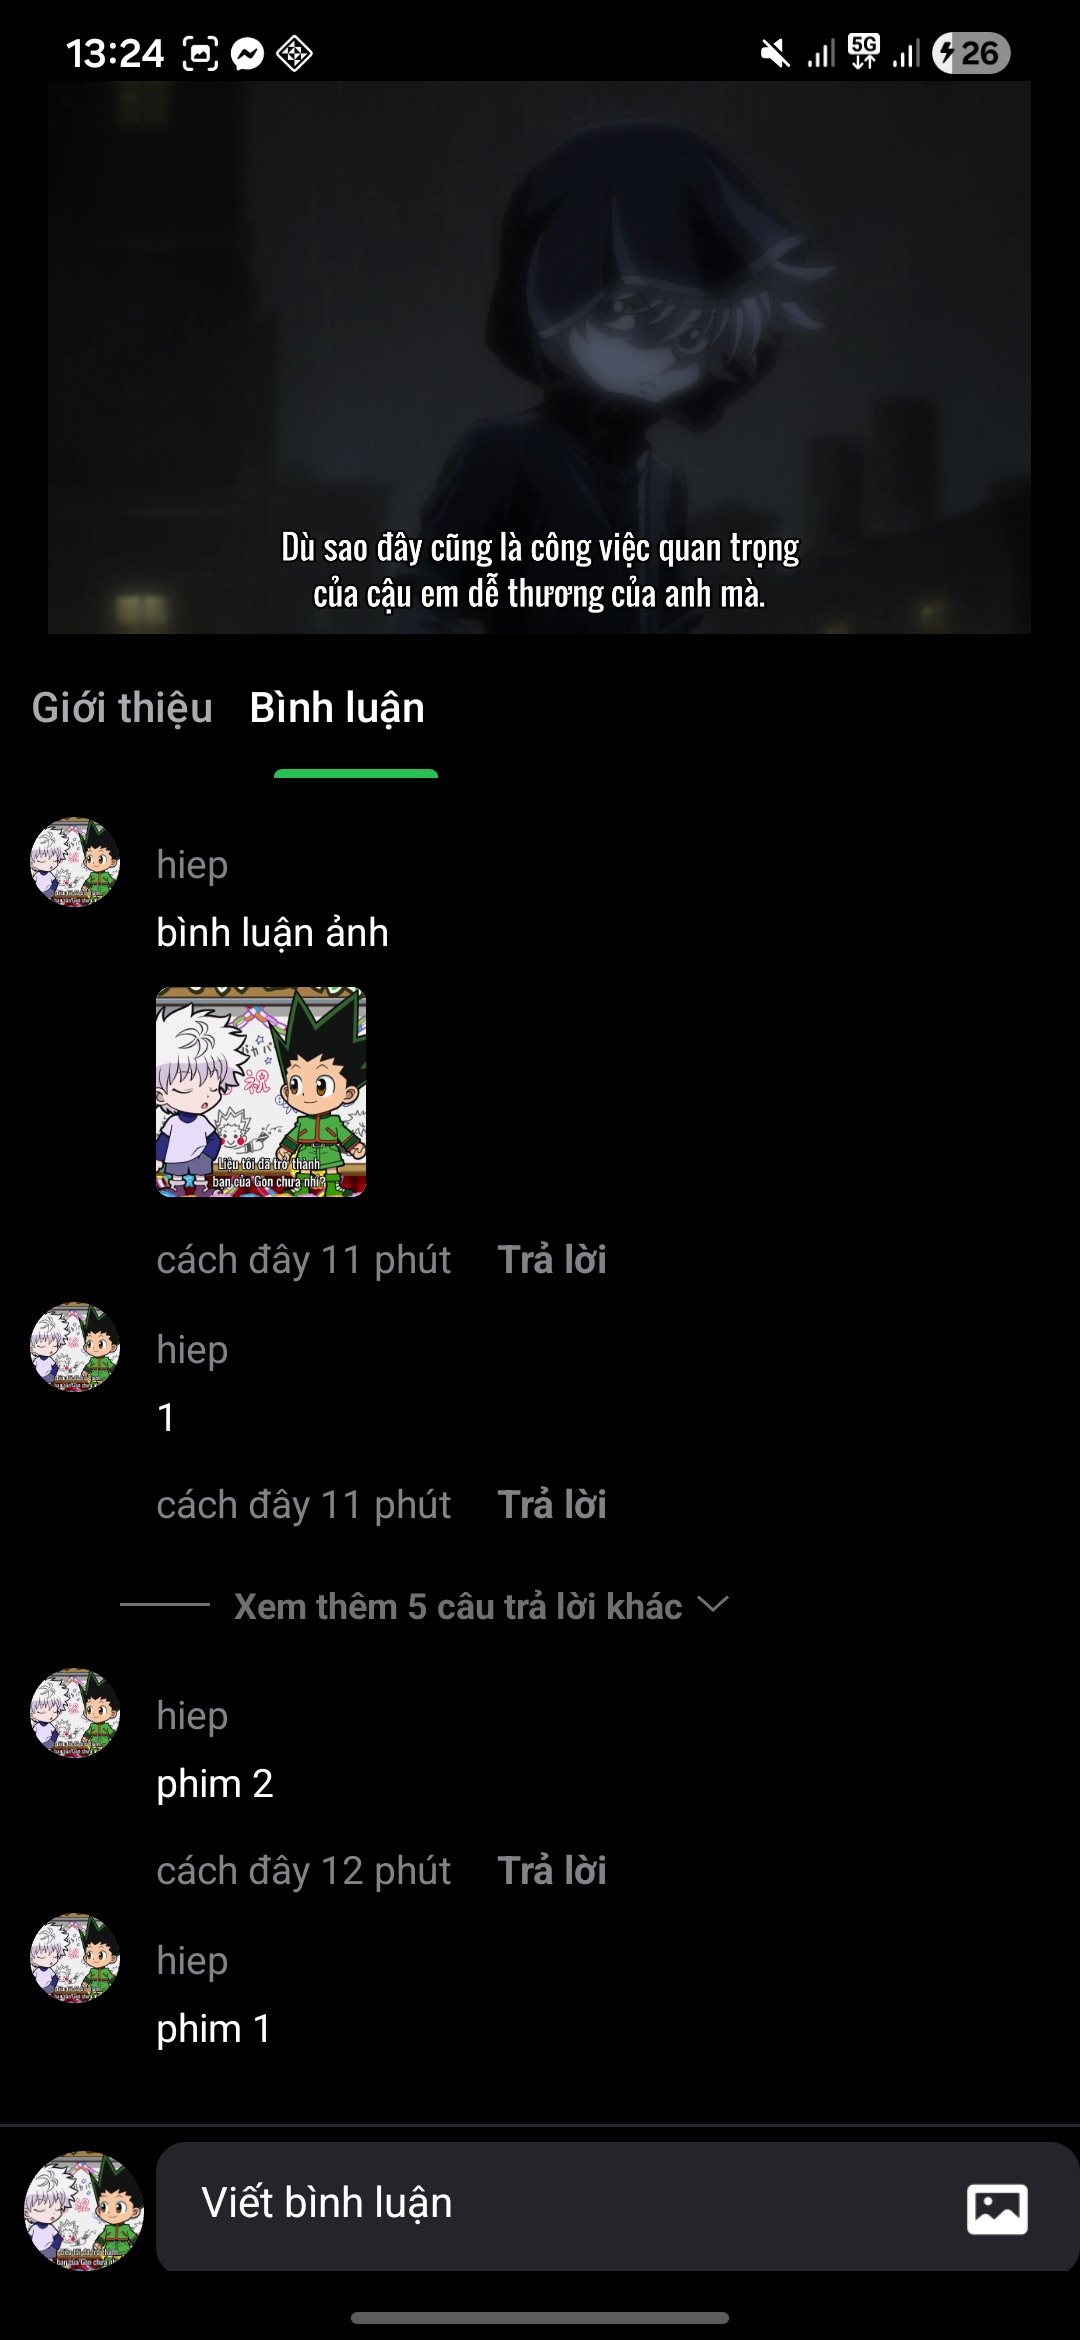 13:24
5G
26
Dù sao đây cũng là công việc quan trọng
của cậu em dễ thương của anh mà.
Giới thiệu Bình luận
hiep
bình luận ảnh
祝
Liệu tôi đã trở thành
bạn của Gon chưa nhỉ?
cách đây 11 phút Trả lời
hiep
1
cách đây 11 phút Trả lời
Xem thêm 5 câu trả lời khác
hiep
phim 2
cách đây 12 phút Trả lời
hiep
phim 1
Viết bình luận